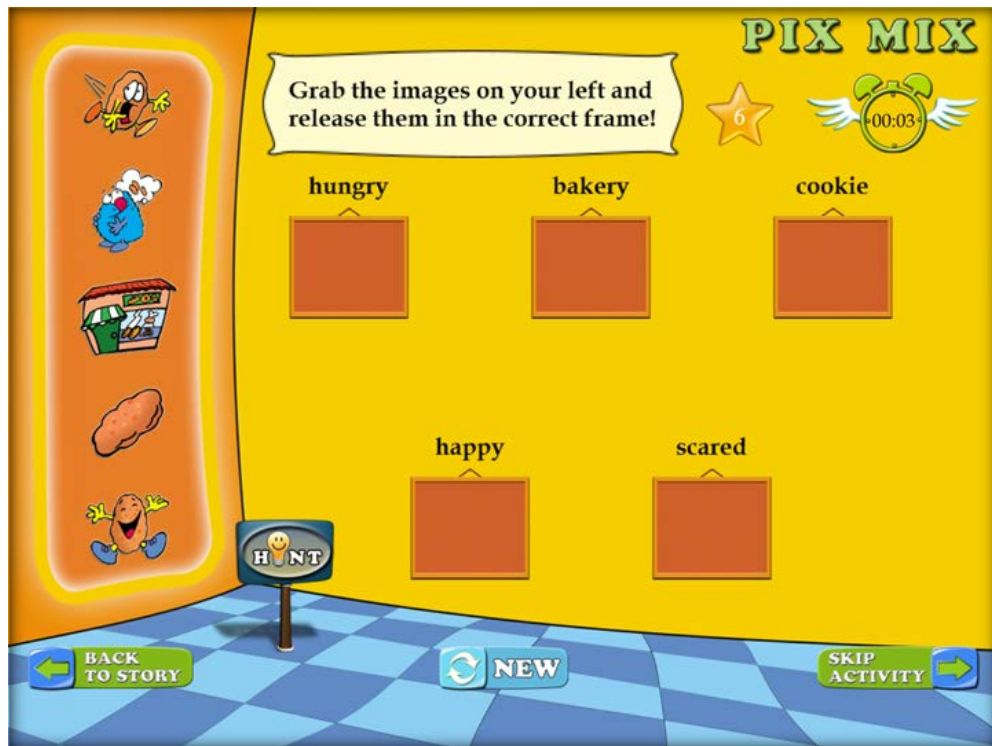 PIX MIX
Grab the images on your left and
release them in the correct frame!
6
00:03
hungry
bakery
cookie
happy
scared
HINT
BACK
TO STORY
NEW
SKIP
ACTIVITY